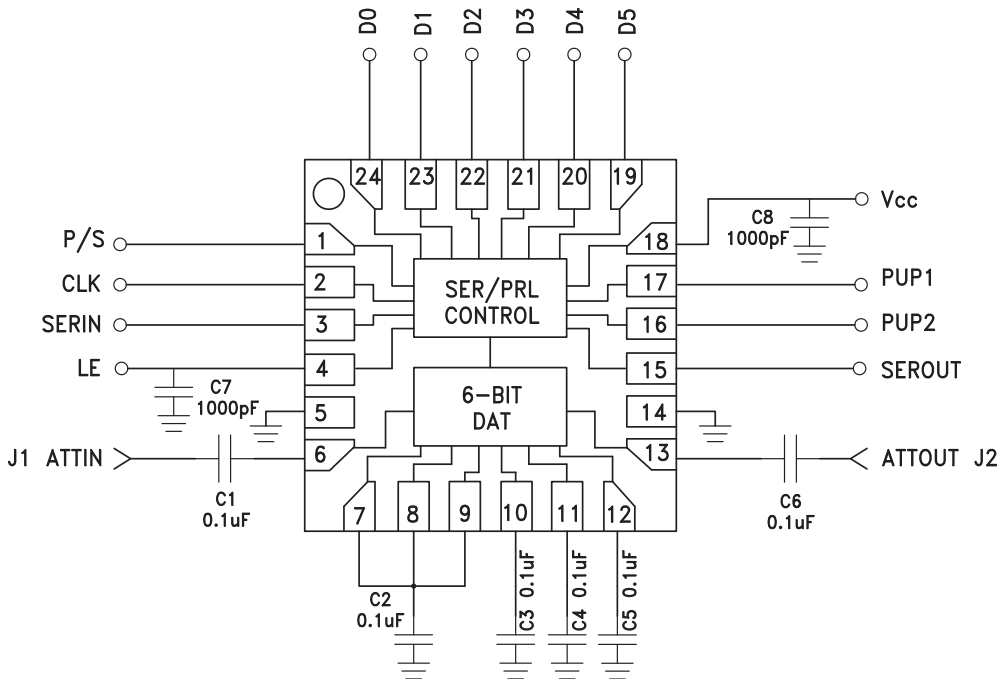 D0
D1
D2
D3
D4
D5
24
23
22
21
20
19
P/S
1
18
C8
1000pF
Vcc
CLK
2
SER/PRL
CONTROL
17
PUP1
SERIN
3
16
PUP2
LE
4
15
SEROUT
C7
1000pF
5
6-BIT
DAT
14
J1 ATTIN
6
13
ATTOUT J2
C1
0.1uF
C6
0.1uF
7
8
9
10
11
12
C2
0.1uF
C3 0.1uF
C4 0.1uF
C5 0.1uF